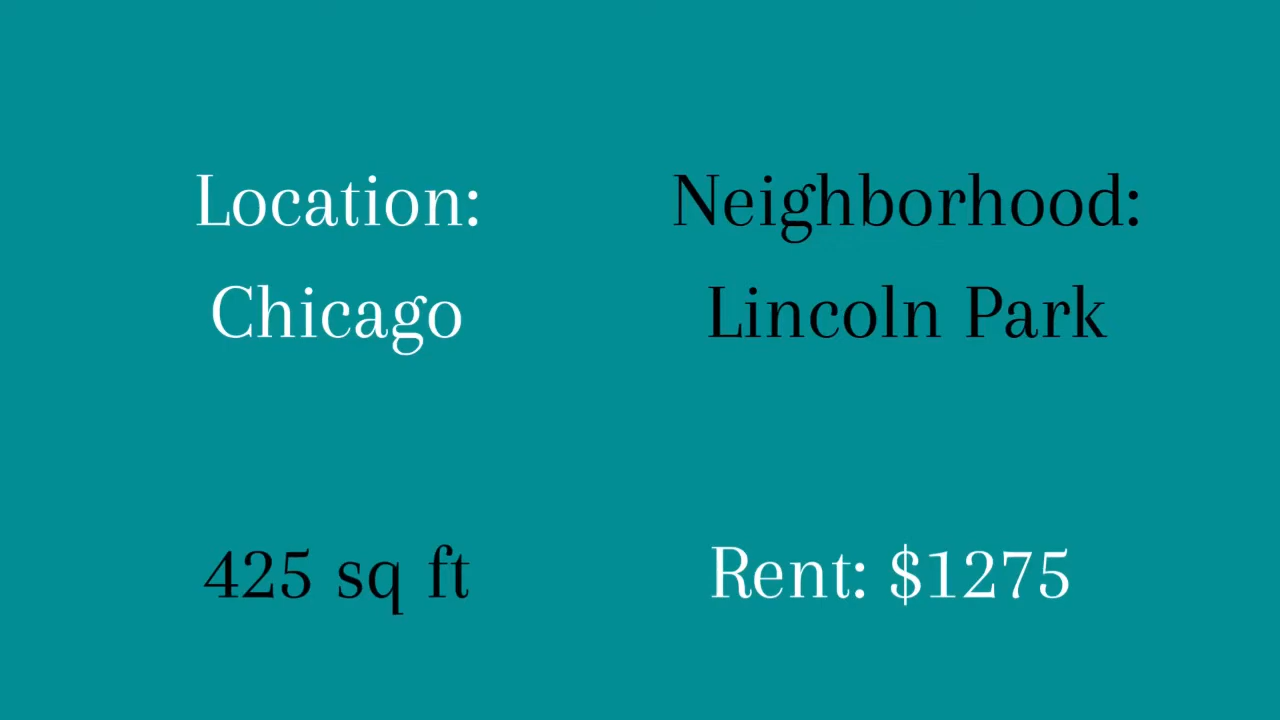 Location:
Chicago
Neighborhood:
Lincoln Park
425 sq ft
Rent: $1275